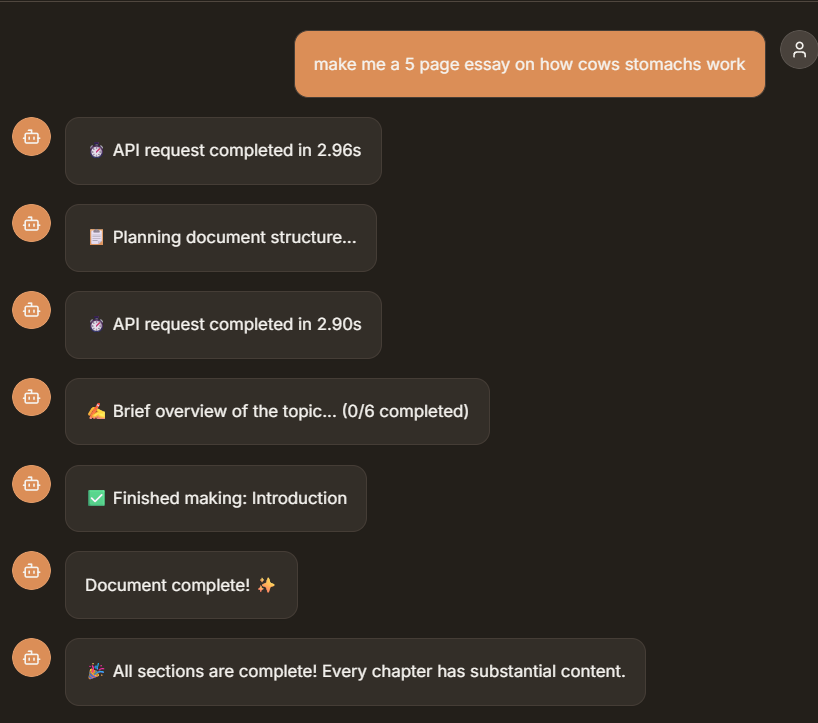 make me a 5 page essay on how cows stomachs work
⏱️ API request completed in 2.96s
📋 Planning document structure...
⏱️ API request completed in 2.90s
✍️ Brief overview of the topic... (0/6 completed)
✅ Finished making: Introduction
Document complete! ✨
🎉 All sections are complete! Every chapter has substantial content.